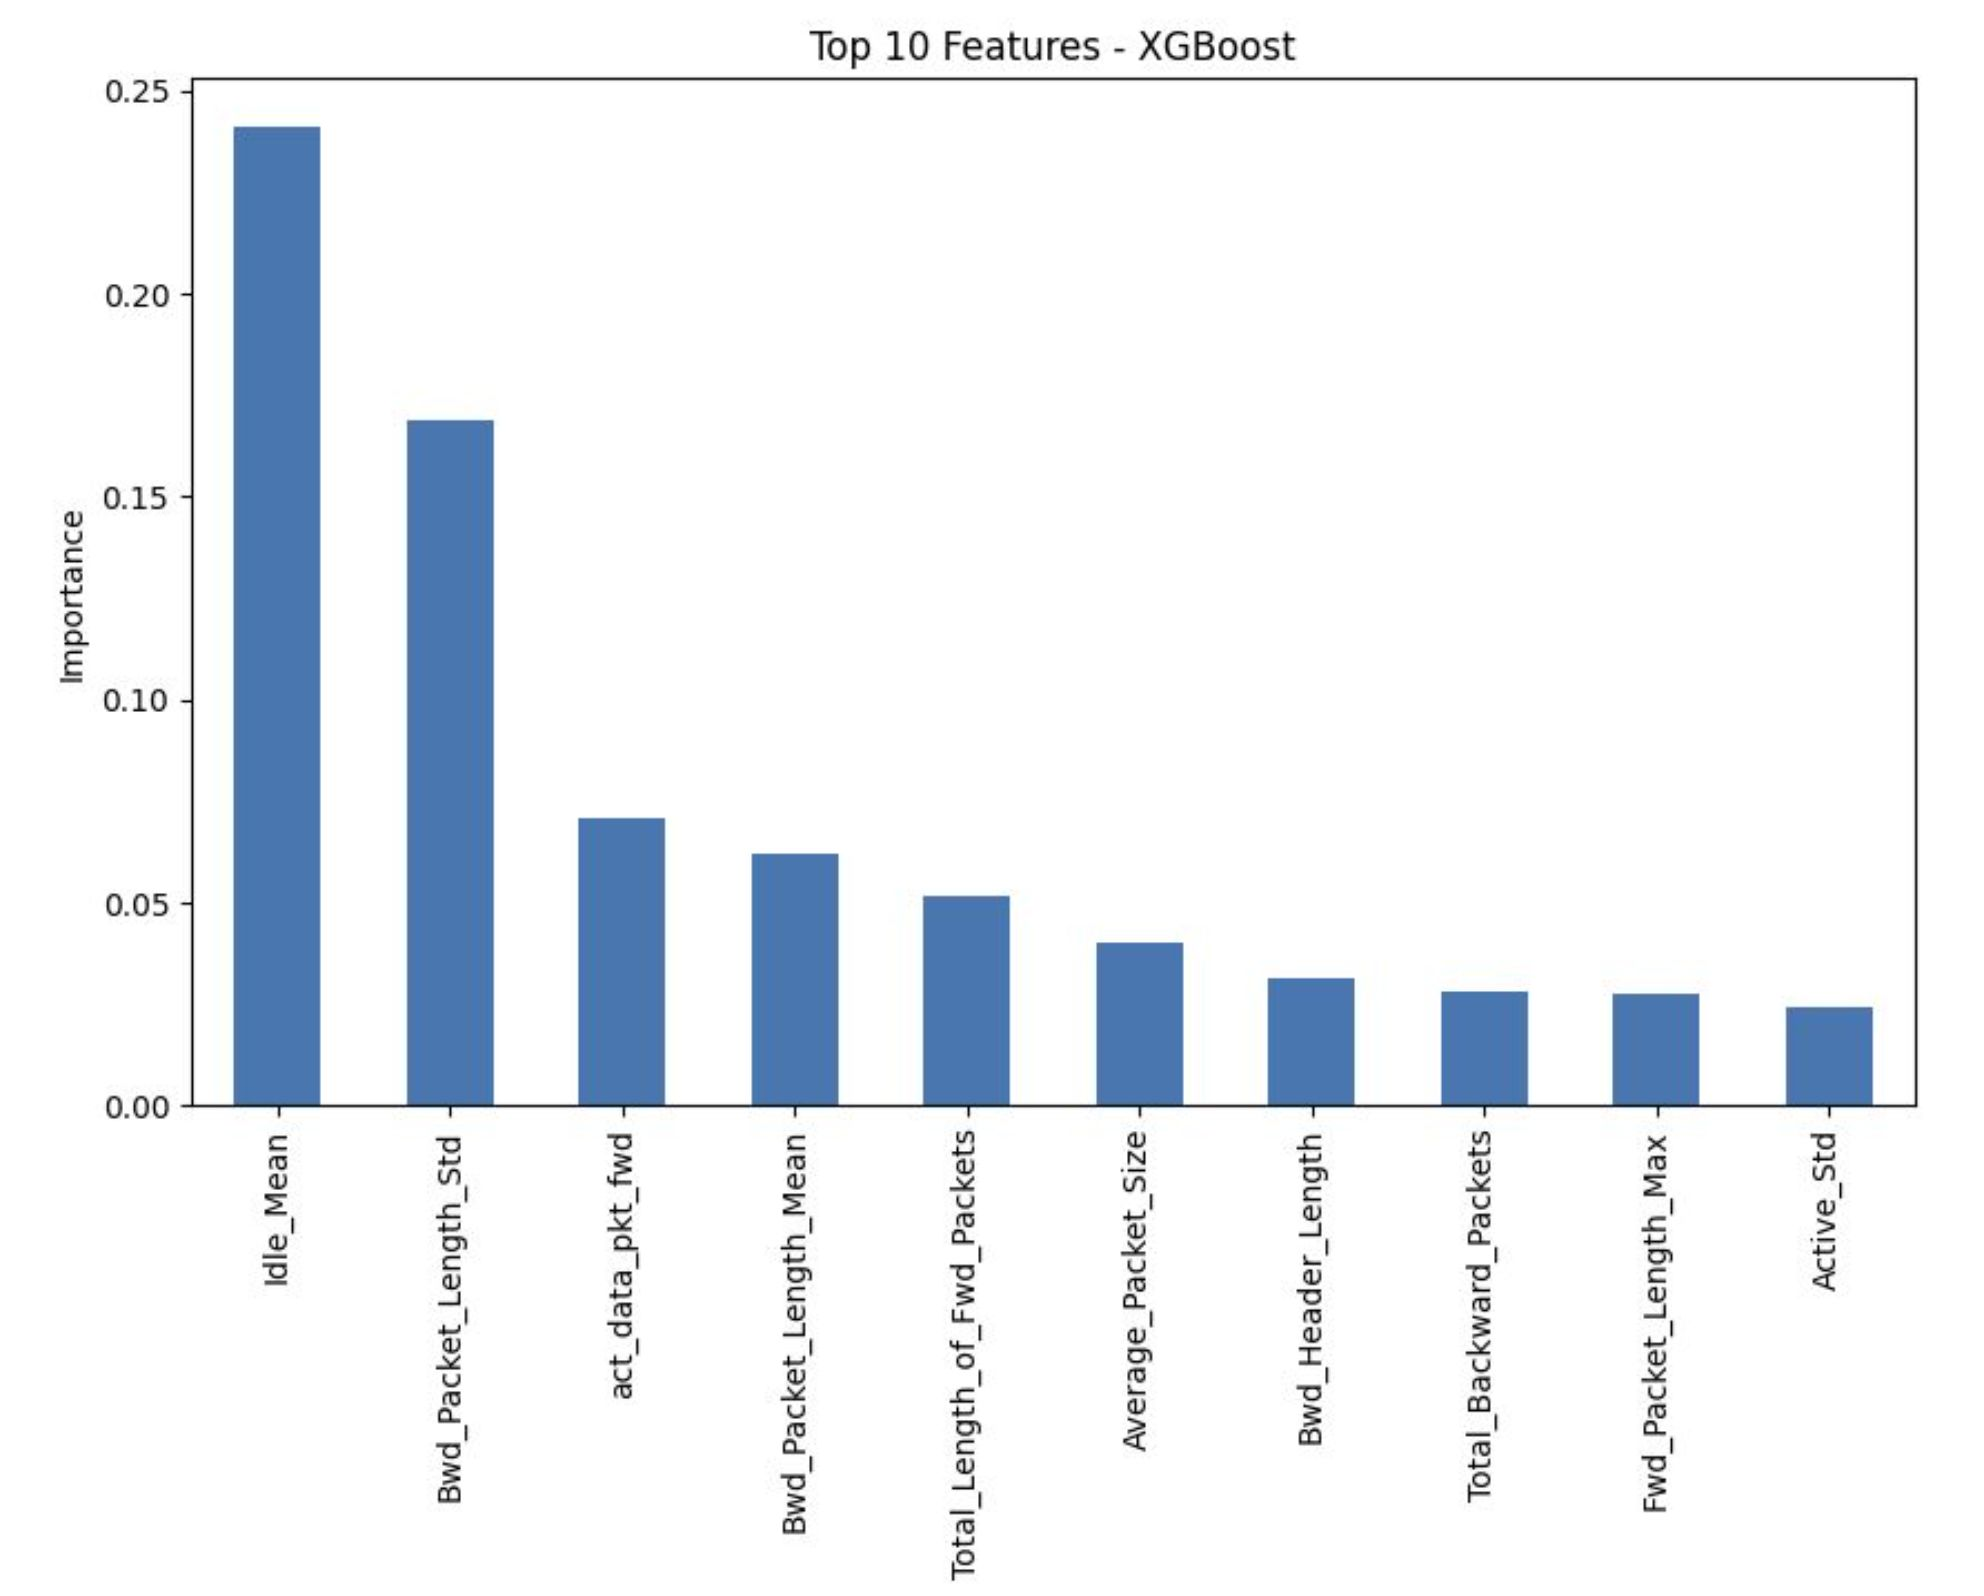 Top 10 Features - XGBoost
0.25
0.20
0.15
0.10
0.05
0.00
Importance
Idle_Mean
Bwd_Packet_Length_Std
act_data_pkt_fwd
Bwd_Packet_Length_Mean
Total_Length_of_Fwd_Packets
Average_Packet_Size
Bwd_Header_Length
Total_Backward_Packets
Fwd_Packet_Length_Max
Active_Std